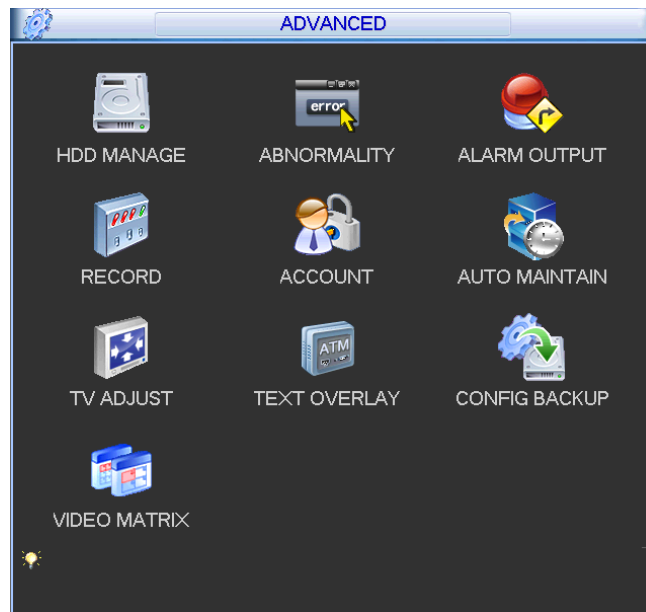 ADVANCED
error
HDD MANAGE ABNORMALITY ALARM OUTPUT
RECORD ACCOUNT AUTO MAINTAIN
ATM
TV ADJUST TEXT OVERLAY CONFIG BACKUP
VIDEO MATRIX